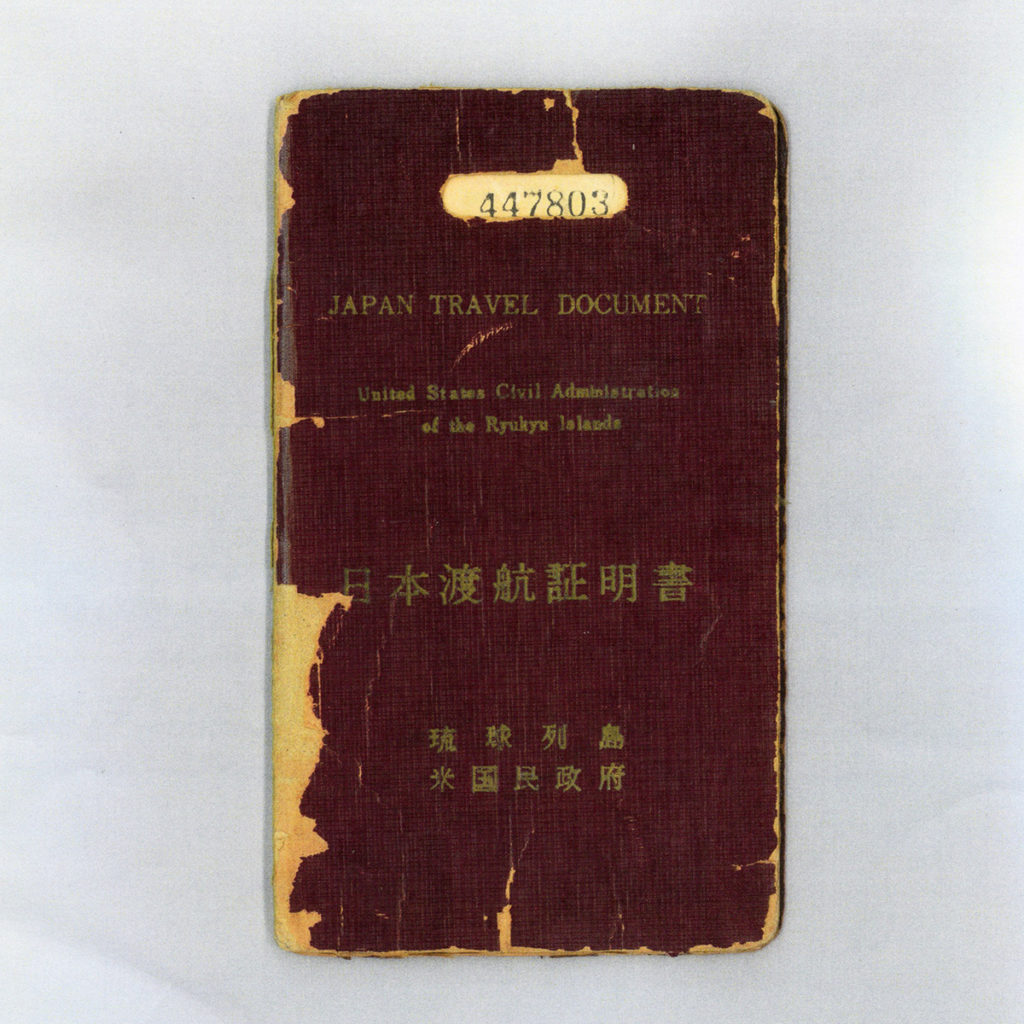 447803
JAPAN TRAVEL DOCUMENT
United States Civil Administration
of the Ryukyu Islands
日本渡航証明書
琉球列島
米国民政府